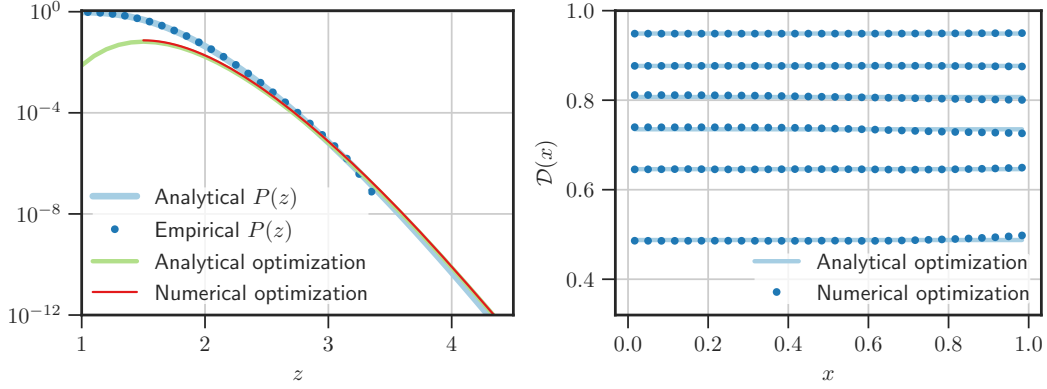 10⁰
10⁻⁴
10⁻⁸
10⁻¹²
Analytical P(z)
Empirical P(z)
Analytical optimization
Numerical optimization
1 2 3 4
z
1.0
0.8
0.6
0.4
D(x)
Analytical optimization
Numerical optimization
0.0 0.2 0.4 0.6 0.8 1.0
x